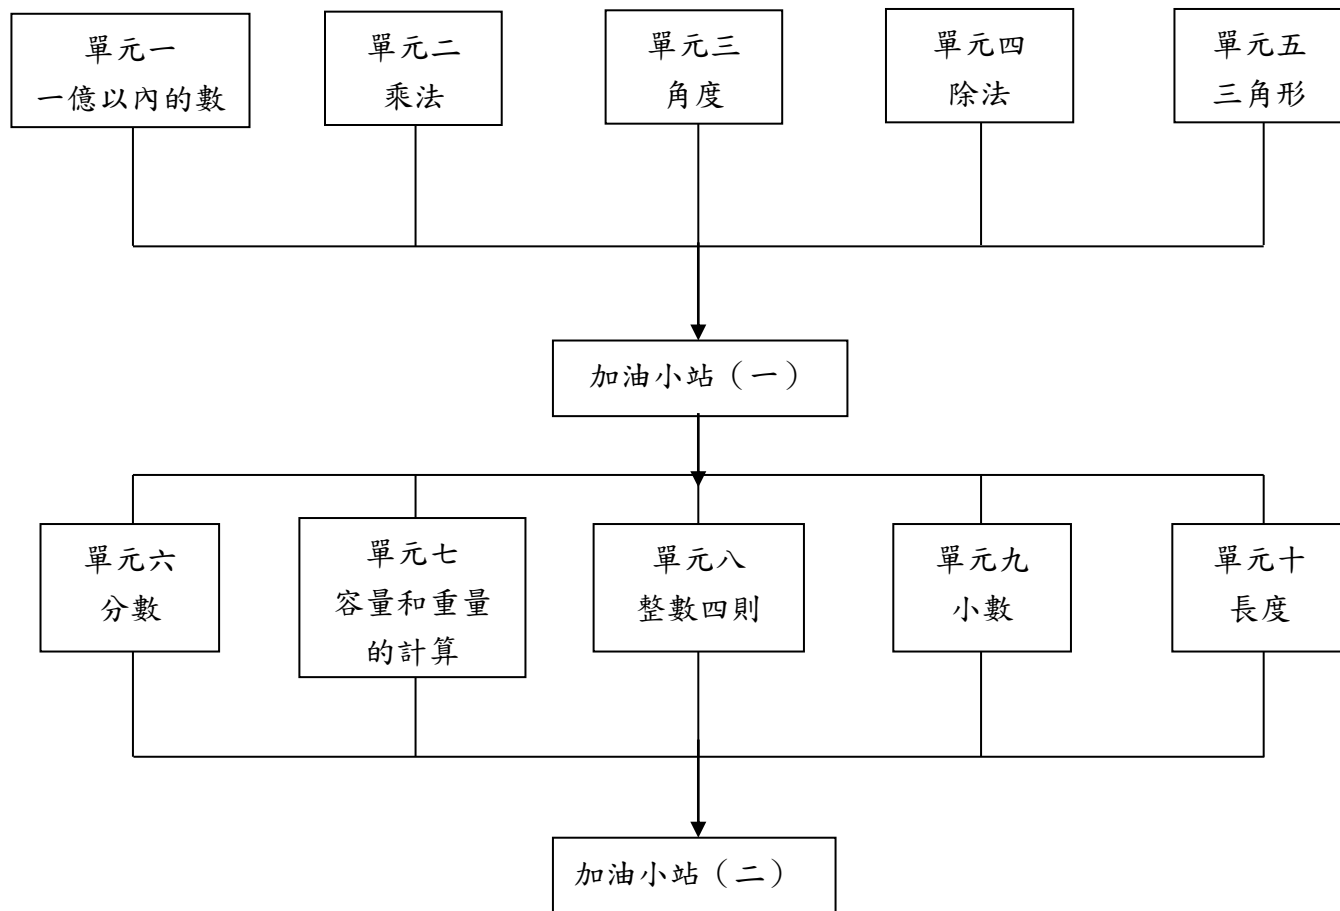 單元一
一億以內的數
單元二
乘法
單元三
角度
單元四
除法
單元五
三角形
加油小站（一）
單元六
分數
單元七
容量和重量
的計算
單元八
整數四則
單元九
小數
單元十
長度
加油小站（二）